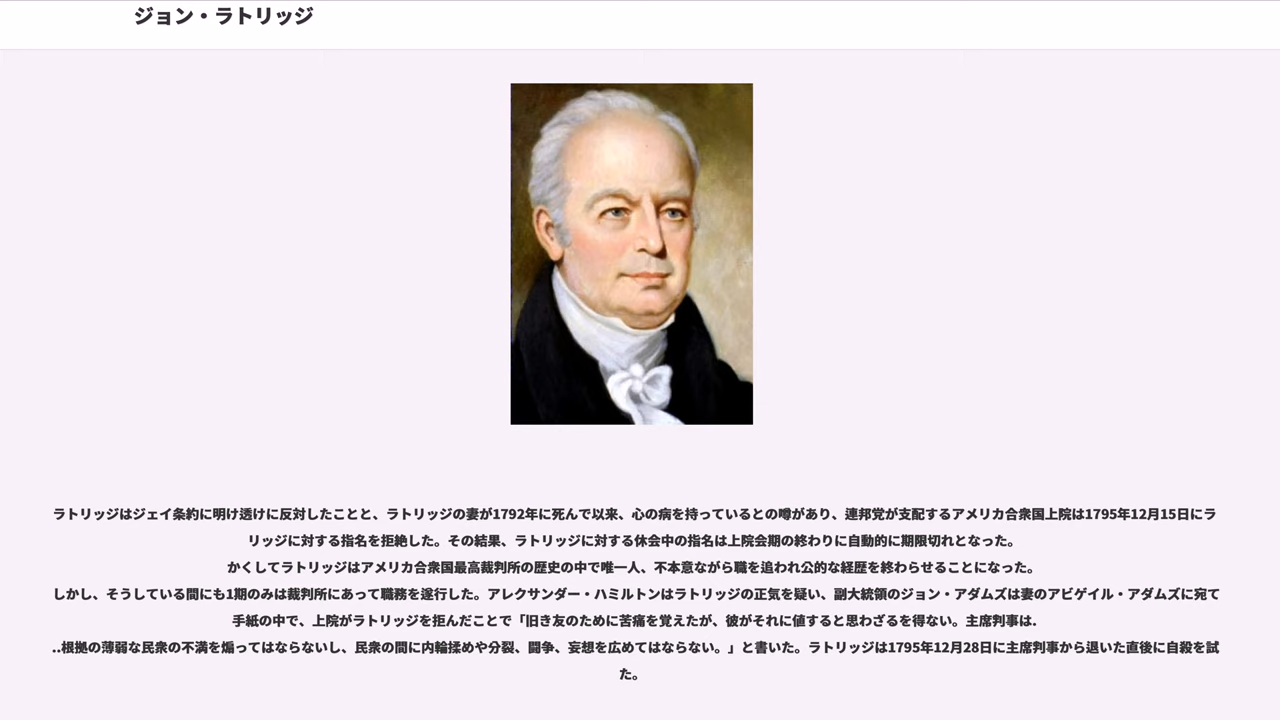 ジョン・ラトリッジ
ラトリッジはジェイ条約に明け透けに反対したことと、ラトリッジの妻が1792年に死んで以来、心の病を持っているとの噂があり、連邦党が支配するアメリカ合衆国上院は1795年12月15日にラ
リッジに対する指名を拒絶した。その結果、ラトリッジに対する休会中の指名は上院会期の終わりに自動的に期限切れとなった。
かくしてラトリッジはアメリカ合衆国最高裁判所の歴史の中で唯一人、不本意ながら職を追われ公的な経歴を終わらせることになった。
しかし、そうしている間にも1期のみは裁判所にあって職務を遂行した。アレクサンダー・ハミルトンはラトリッジの正気を疑い、副大統領のジョン・アダムズは妻のアビゲイル・アダムズに宛て
手紙の中で、上院がラトリッジを拒んだことで「旧き友のために苦痛を覚えたが、彼がそれに値すると思わざるを得ない。主席判事は.
..根拠の薄弱な民衆の不満を煽ってはならないし、民衆の間に内輪揉めや分裂、闘争、妄想を広めてはならない。」と書いた。ラトリッジは1795年12月28日に主席判事から退いた直後に自殺を試
た。